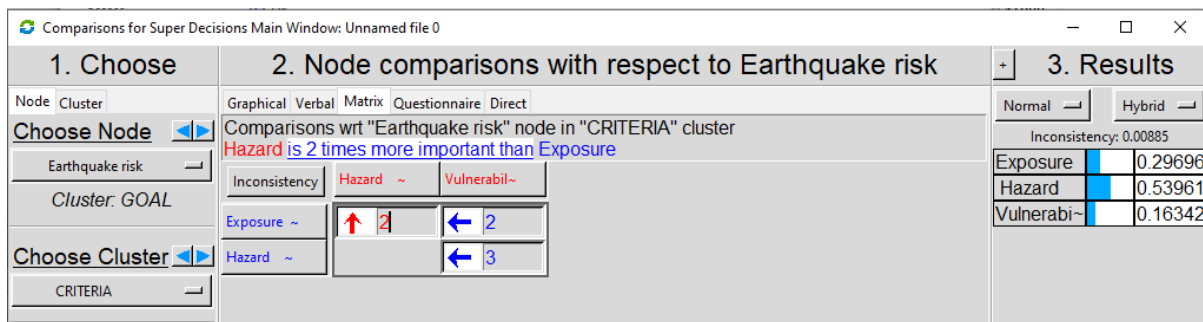 Comparisons for Super Decisions Main Window: Unnamed file 0
1. Choose
2. Node comparisons with respect to Earthquake risk
+ 3. Results
Node Cluster
Graphical Verbal Matrix Questionnaire Direct
Normal Hybrid
Choose Node
Comparisons wrt "Earthquake risk" node in "CRITERIA" cluster
Hazard is 2 times more important than Exposure
Inconsistency: 0.00885
Earthquake risk
Cluster: GOAL
Inconsistency Hazard ~ Vulnerabil~
Exposure ~ 2 2
Hazard ~ 3
Exposure 0.29696
Hazard 0.53961
Vulnerabi~ 0.16342
Choose Cluster
CRITERIA